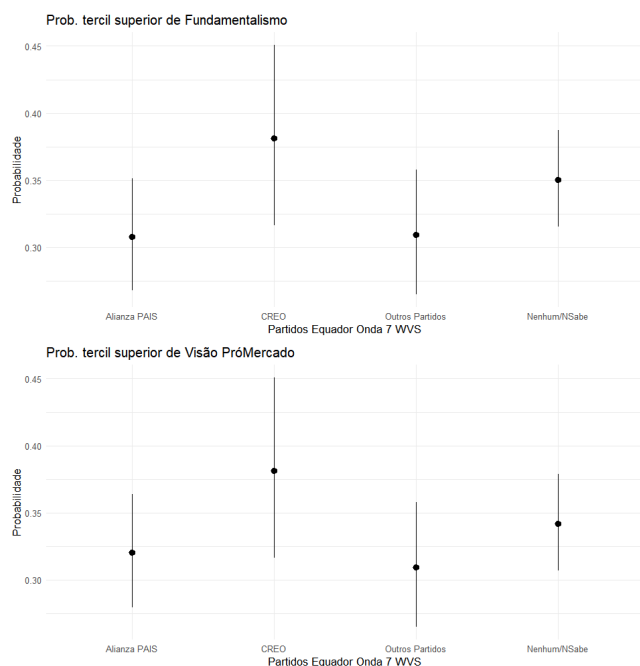 Prob. tercil superior de Fundamentalismo
0.45
0.40
0.35
0.30
Probabilidade
Alianza PAIS CREO Outros Partidos Nenhum/NSabe
Partidos Equador Onda 7 WVS
Prob. tercil superior de Visão PróMercado
0.45
0.40
0.35
0.30
Probabilidade
Alianza PAIS CREO Outros Partidos Nenhum/NSabe
Partidos Equador Onda 7 WVS